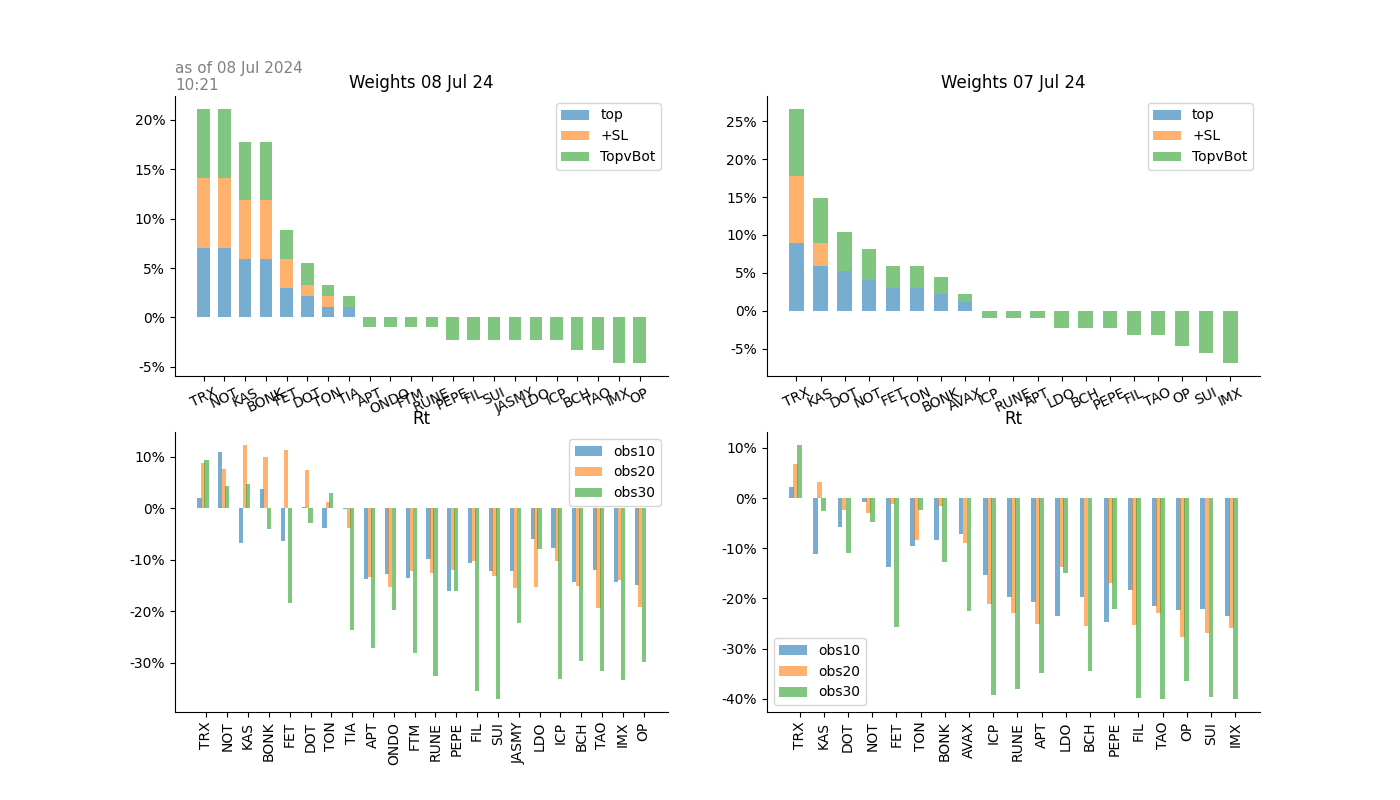 as of 08 Jul 2024
10:21
Weights 08 Jul 24
20%
15%
10%
5%
0%
-5%
top
+SL
TopvBot
TRX NOT KAS BONK FET DOT TON TIA APT ONDO FTM RUNE PEPE FIL SUI JASMY LDO ICP BCH TAO IMX OP
Weights 07 Jul 24
25%
20%
15%
10%
5%
0%
-5%
top
+SL
TopvBot
TRX KAS DOT NOT FET TON BONK AVAX ICP RUNE APT LDO BCH PEPE FIL TAO OP SUI IMX
Rt
10%
0%
-10%
-20%
-30%
obs10
obs20
obs30
TRX NOT KAS BONK FET DOT TON TIA APT ONDO FTM RUNE PEPE FIL SUI JASMY LDO ICP BCH TAO IMX OP
Rt
10%
0%
-10%
-20%
-30%
-40%
obs10
obs20
obs30
TRX KAS DOT NOT FET TON BONK AVAX ICP RUNE APT LDO BCH PEPE FIL TAO OP SUI IMX